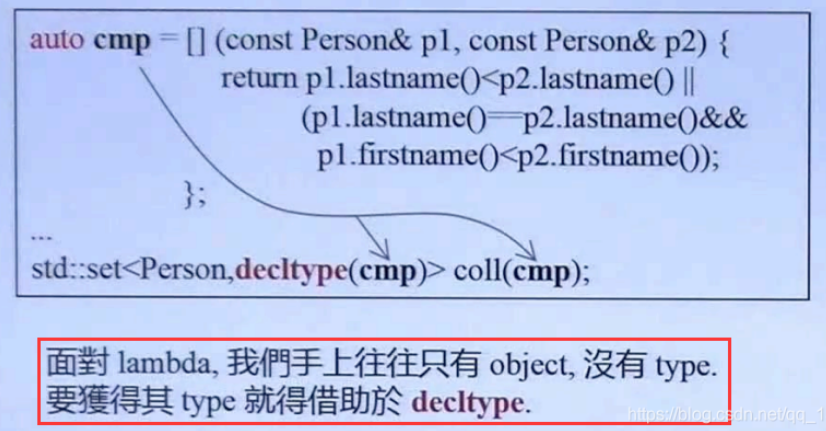 auto cmp = [] (const Person& p1, const Person& p2) {
return p1.lastname()<p2.lastname() ||
(p1.lastname()==p2.lastname()&&
p1.firstname()<p2.firstname());
};
...
std::set<Person,decltype(cmp)> coll(cmp);
面對 lambda, 我們手上往往只有 object, 沒有 type.
要獲得其 type 就得借助於 decltype.
https://blog.csdn.net/qq_1